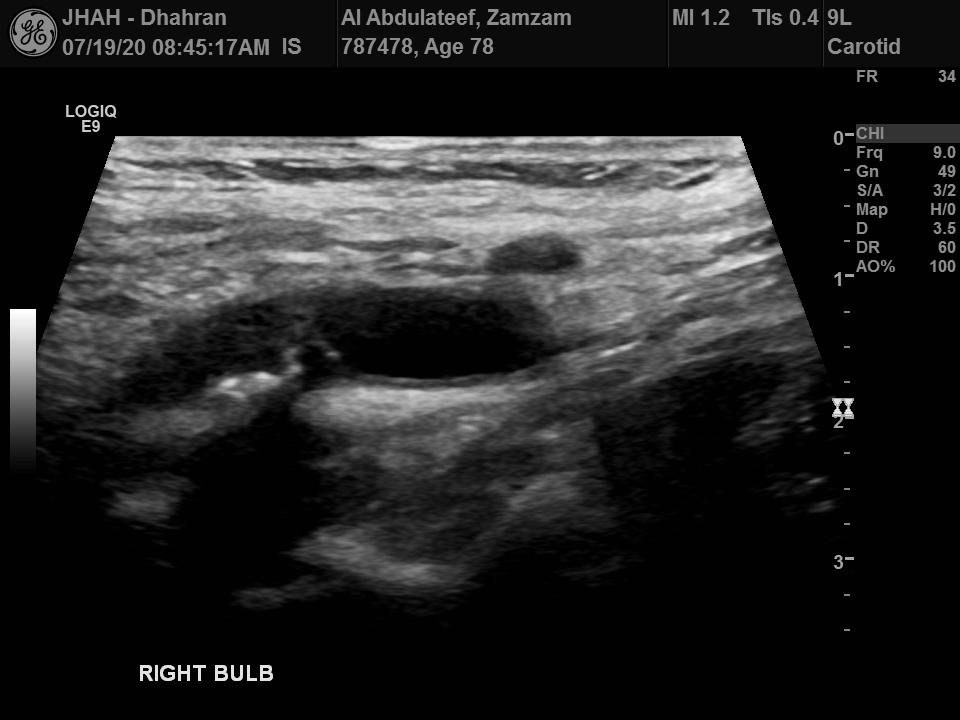 JHAH - Dhahran
07/19/20 08:45:17AM IS
Al Abdulateef, Zamzam
787478, Age 78
MI 1.2 TIs 0.4
9L
Carotid
FR 34
LOGIQ
E9
CHI
Frq 9.0
Gn 49
S/A 3/2
Map H/0
D 3.5
DR 60
AO% 100
0
1
2
3
RIGHT BULB